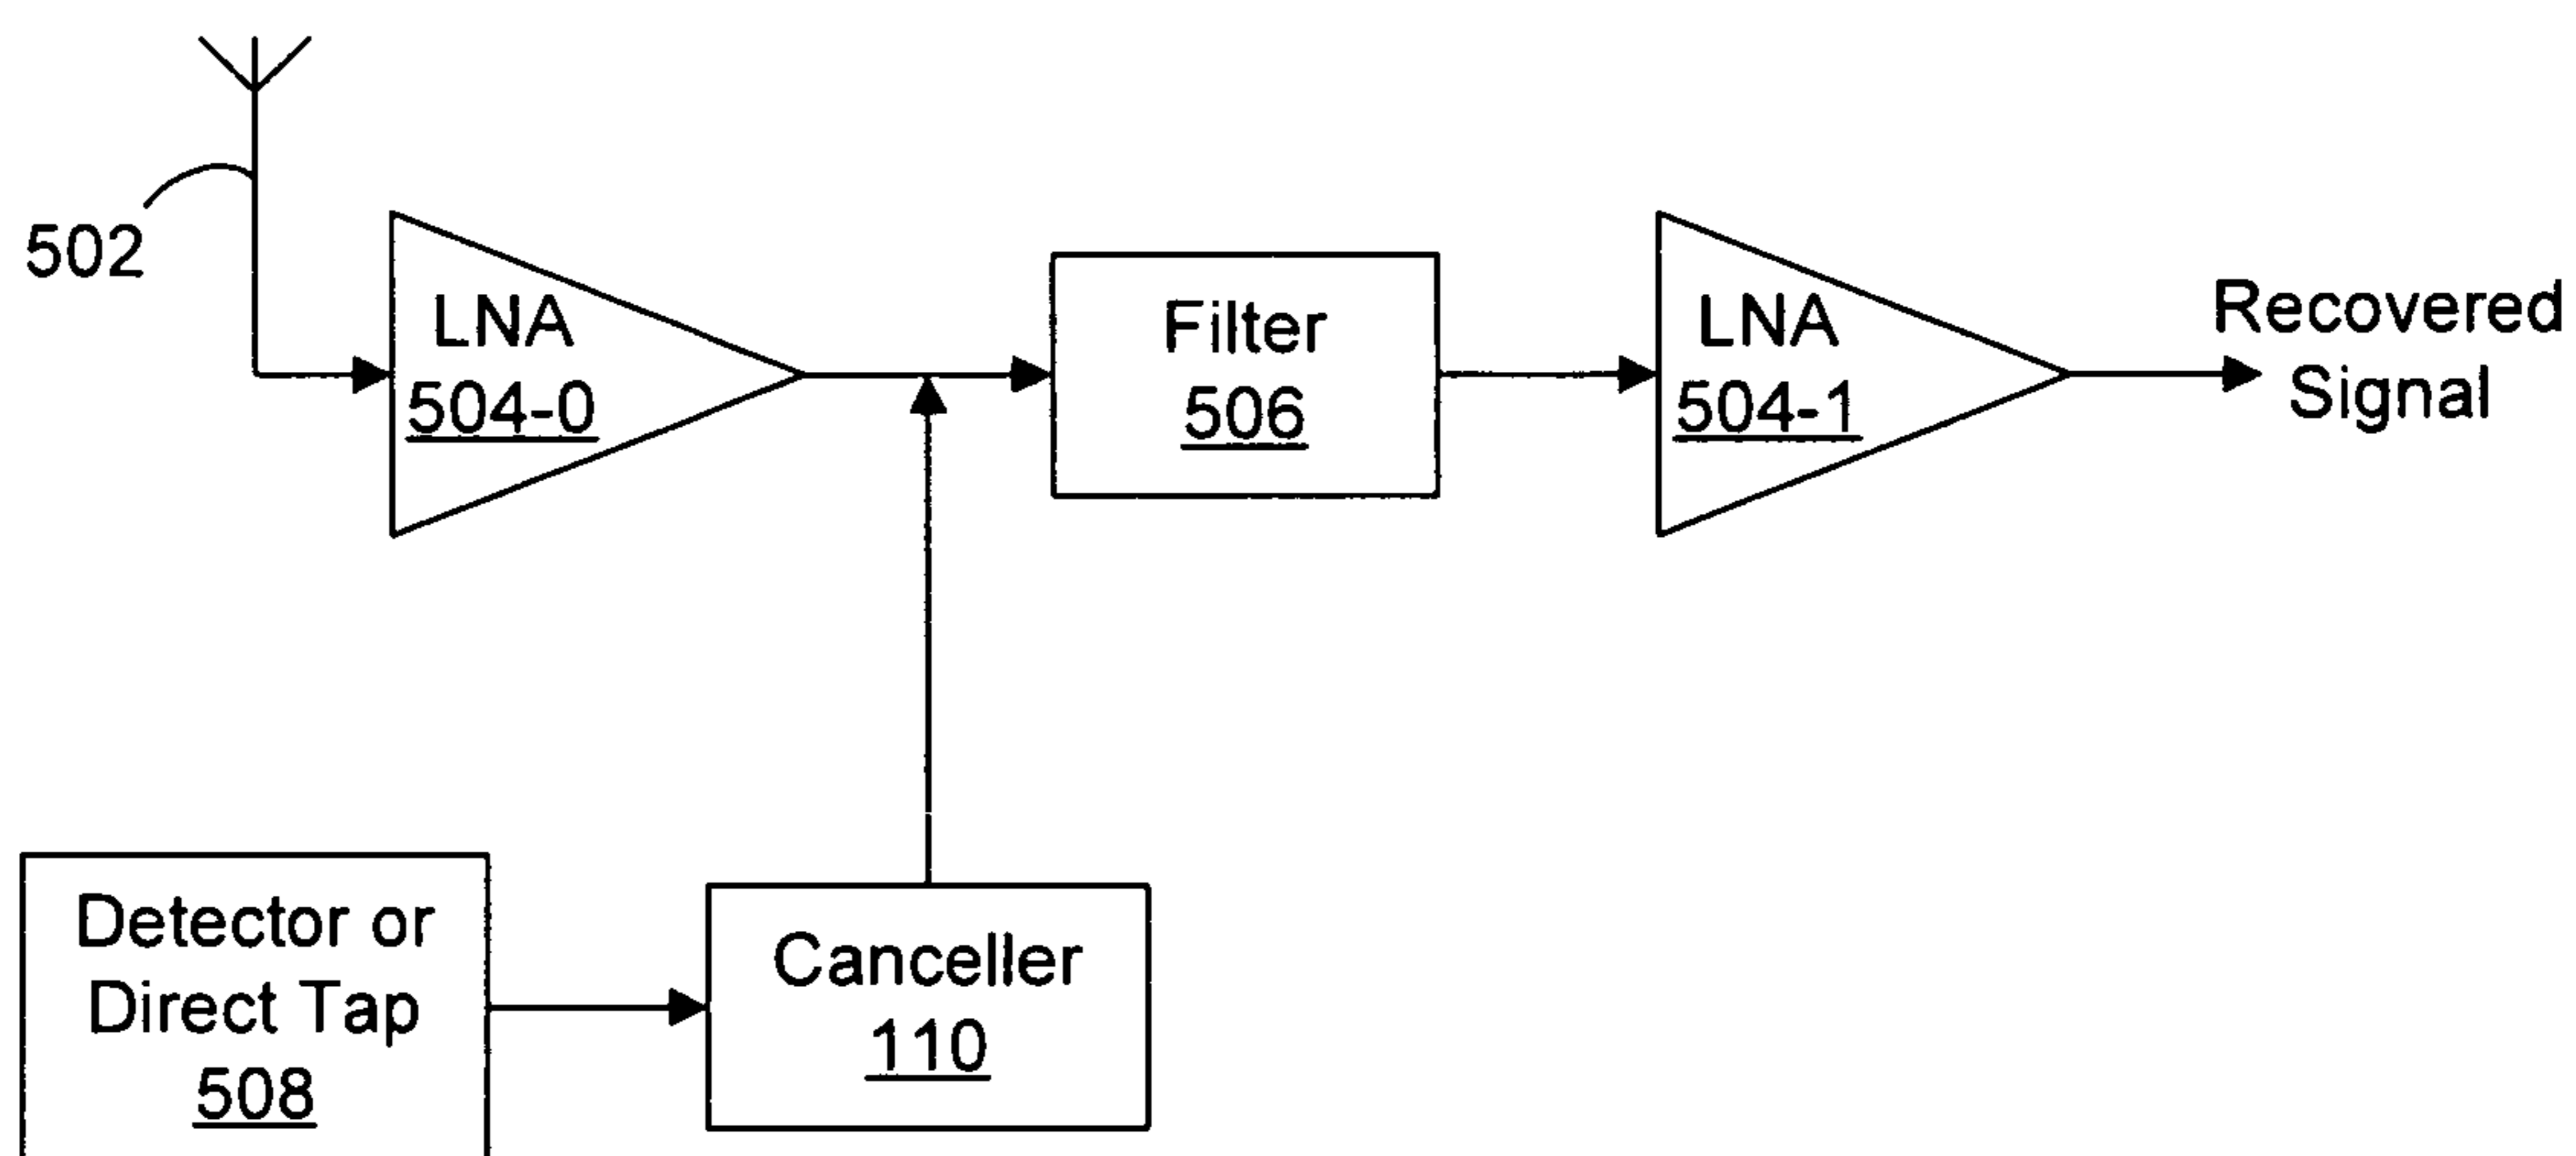 502
LNA
504-0
Filter
506
LNA
504-1
Recovered
Signal
Detector or
Direct Tap
508
Canceller
110